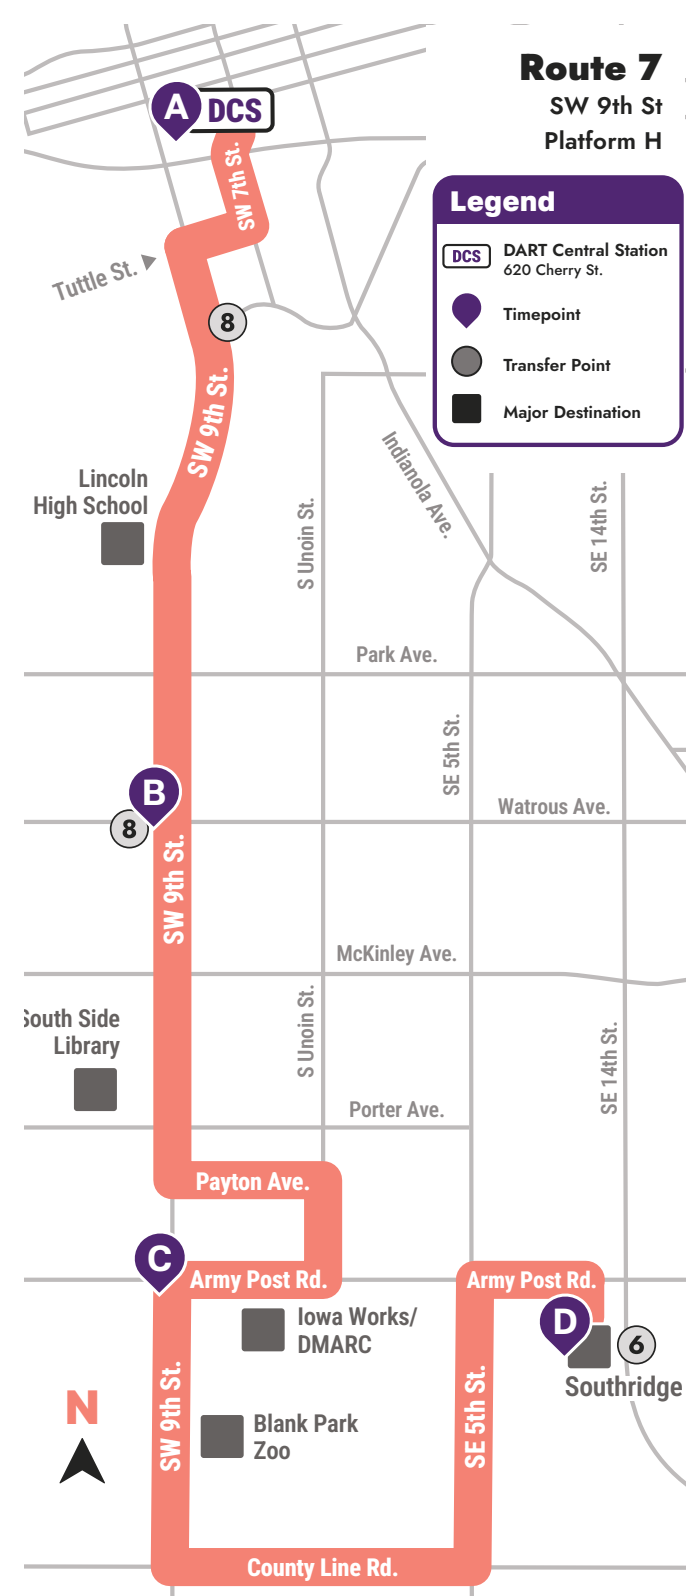 Route 7
SW 9th St
Platform H
Legend
DCS
DART Central Station
620 Cherry St.
Timepoint
Transfer Point
Major Destination
A
DCS
SW 7th St.
Tuttle St.
8
SW 9th St.
Indianola Ave.
Lincoln
High School
S Unoin St.
SE 14th St.
Park Ave.
SE 5th St.
B
8
Watrous Ave.
SW 9th St.
McKinley Ave.
South Side
Library
S Unoin St.
SE 14th St.
Porter Ave.
Payton Ave.
C
Army Post Rd.
Army Post Rd.
Iowa Works/
DMARC
D
6
Southridge
SW 9th St.
SE 5th St.
N
Blank Park
Zoo
County Line Rd.